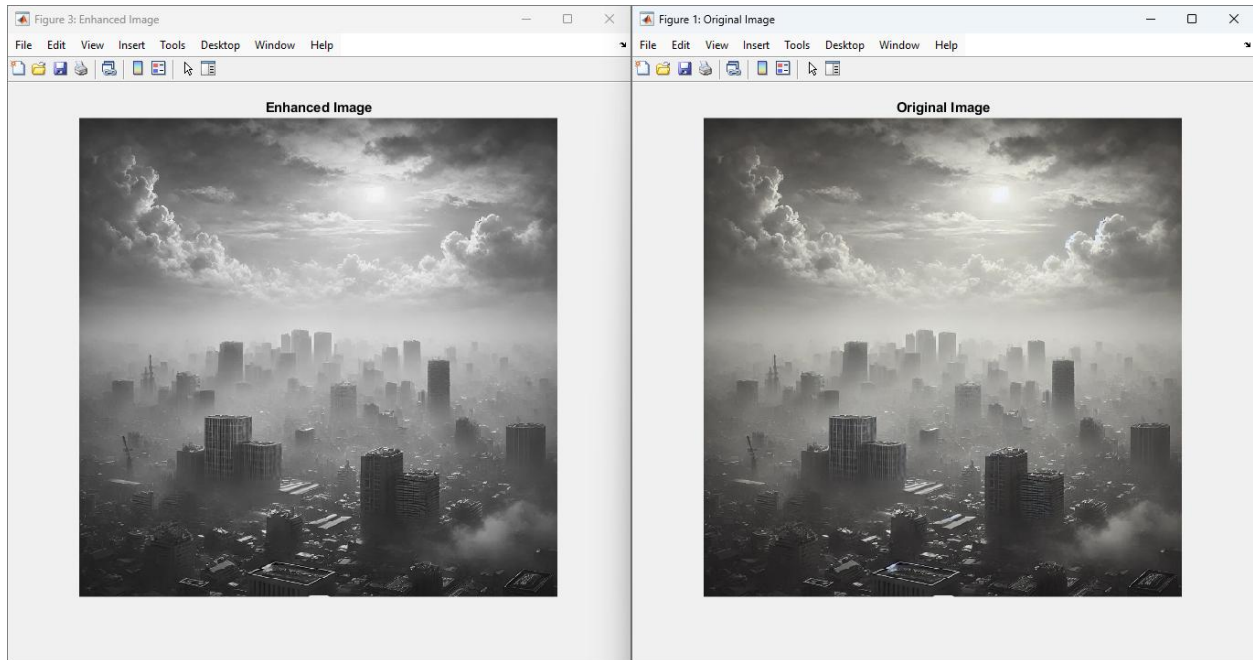 Figure 3: Enhanced Image
File Edit View Insert Tools Desktop Window Help
Enhanced Image
Figure 1: Original Image
File Edit View Insert Tools Desktop Window Help
Original Image